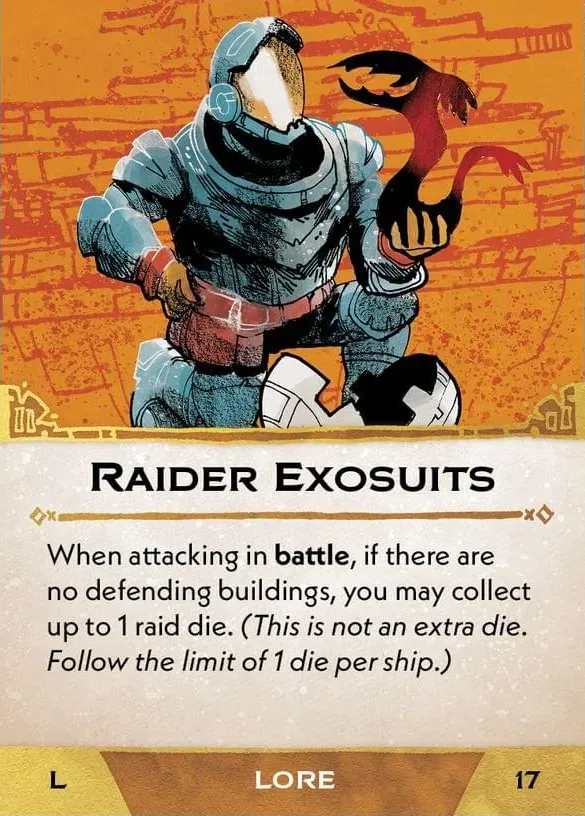 RAIDER EXOSUITS
When attacking in battle, if there are
no defending buildings, you may collect
up to 1 raid die. (This is not an extra die.
Follow the limit of 1 die per ship.)
L LORE 17